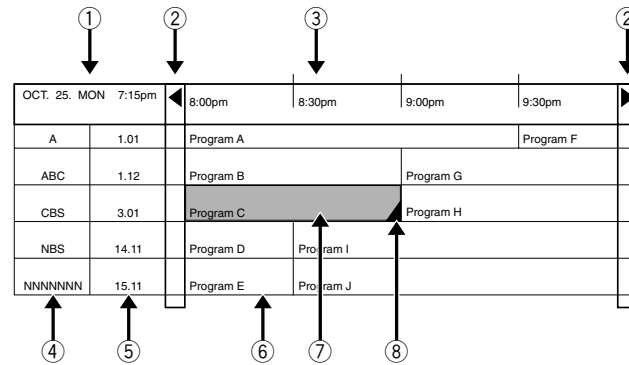 ① ② ③ ②
OCT. 25. MON 7:15pm 8:00pm 8:30pm 9:00pm 9:30pm
A 1.01 Program A Program F
ABC 1.12 Program B Program G
CBS 3.01 Program C Program H
NBS 14.11 Program D Program I
NNNNNNN 15.11 Program E Program J
④ ⑤ ⑥ ⑦ ⑧